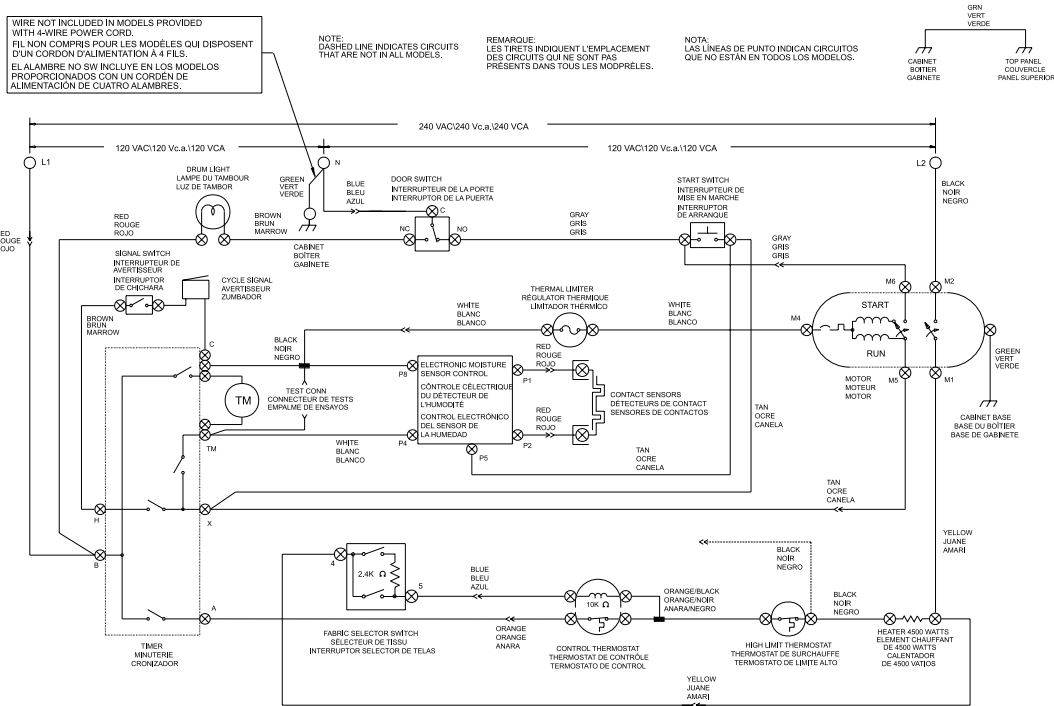 WIRE NOT INCLUDED IN MODELS PROVIDED
WITH 4-WIRE POWER CORD.
FIL NON COMPRIS POUR LES MODÈLES QUI DISPOSENT
D'UN CORDON D'ALIMENTATION À 4 FILS.
EL ALAMBRE NO SW INCLUYE EN LOS MODELOS
PROPORCIONADOS CON UN CORDÉN DE
ALIMENTACIÓN DE CUATRO ALAMBRES.
NOTE:
DASHED LINE INDICATES CIRCUITS
THAT ARE NOT IN ALL MODELS.
REMARQUE:
LES TIRETS INDIQUENT L'EMPLACEMENT
DES CIRCUITS QUI NE SONT PAS
PRÉSENTS DANS TOUS LES MODPRÈLES.
NOTA:
LAS LÍNEAS DE PUNTO INDICAN CIRCUITOS
QUE NO ESTÁN EN TODOS LOS MODELOS.
GRN
VERT
VERDE
CABINET
BOÎTIER
GABINETE
TOP PANEL
COUVERCLE
PANEL SUPERIOR
240 VAC\240 Vc.a.\240 VCA
120 VAC\120 Vc.a.\120 VCA
120 VAC\120 Vc.a.\120 VCA
L1
N
L2
DRUM LIGHT
LAMPE DU TAMBOUR
LUZ DE TAMBOR
GREEN
VERT
VERDE
BLUE
BLEU
AZUL
DOOR SWITCH
INTERRUPTEUR DE LA PORTE
INTERRUPTOR DE LA PUERTA
C
NC
NO
START SWITCH
INTERRUPTEUR DE
MISE EN MARCHE
INTERRUPTOR
DE ARRANQUE
BLACK
NOIR
NEGRO
RED
ROUGE
ROJO
BROWN
BRUN
MARROW
GRAY
GRIS
GRIS
GRAY
GRIS
GRIS
ED
OUGE
OJO
CABINET
BOÎTER
GABÎNETE
SÍGNAL SWITCH
INTERRUPTEUR DE
AVERTISSEUR
INTERRUPTOR
DE CHICHARA
CYCLE SIGNAL
AVERTISSEUR
ZUMBADOR
BROWN
BRUN
MARROW
THERMAL LIMITER
RÉGULATOR THERMIQUE
LÍMITADOR THÉRMICO
WHITE
BLANC
BLANCO
WHITE
BLANC
BLANCO
M6
M2
M4
START
RUN
M5
M1
MOTOR
MOTEUR
MOTOR
GREEN
VERT
VERDE
CABINET BASE
BASE DU BOÎTIER
BASE DE GABINETE
C
BLACK
NOIR
NEGRO
TM
TEST CONN
CONNECTEUR DE TESTS
EMPALME DE ENSAYOS
P8
ELECTRONIC MOISTURE
SENSOR CONTROL
CÔNTROLE CÉLECTRIQUE
DU DÉTECTEUR DE
L'HUMODITÉ
CONTROL ELECTRÓNICO
DEL SENSOR DE
LA HUMEDAD
P1
P2
P4
P5
RED
ROUGE
ROJO
RED
ROUGE
ROJO
CONTACT SENSORS
DÉTECTEURS DE CONTACT
SENSORES DE CONTACTOS
TAN
OCRE
CANELA
TM
WHITE
BLANC
BLANCO
TAN
OCRE
CANELA
TAN
OCRE
CANELA
H
X
B
A
TIMER
MINUTERIE
CRONIZADOR
4
2.4K Ω
5
FABRIC SELECTOR SWITCH
SÉLECTEUR DE TISSU
INTERRUPTOR SELECTOR DE TELAS
BLUE
BLEU
AZUL
ORANGE
ORANGE
ANARA
10K Ω
CONTROL THERMOSTAT
THERMOSTAT DE CONTRÔLE
TERMOSTATO DE CONTROL
ORANGE/BLACK
ORANGE/NOIR
ANARA/NEGRO
BLACK
NOIR
NEGRO
HIGH LIMIT THERMOSTAT
THERMOSTAT DE SURCHAUFFE
TERMOSTATO DE LIMITE ALTO
BLACK
NOIR
NEGRO
YELLOW
JUANE
AMARI
HEATER 4500 WATTS
ELEMENT CHAUFFANT
DE 4500 WATTS
CALENTADOR
DE 4500 VATIOS
YELLOW
JUANE
AMARI